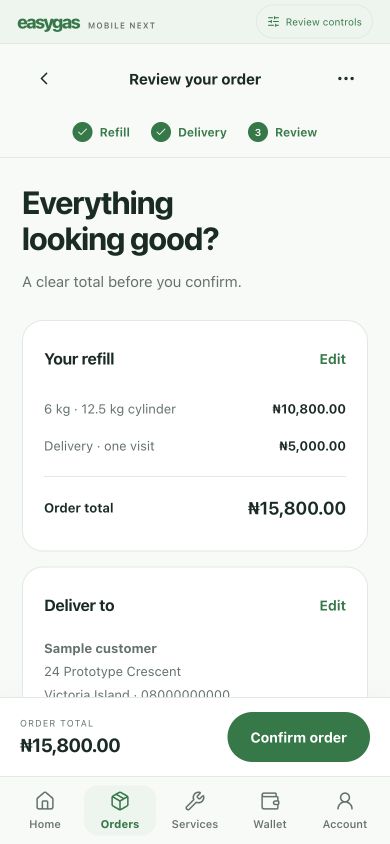 easygas MOBILE NEXT
Review controls
Review your order
Refill
Delivery
3 Review
Everything
looking good?
A clear total before you confirm.
Your refill Edit
6 kg · 12.5 kg cylinder ₦10,800.00
Delivery · one visit ₦5,000.00
Order total ₦15,800.00
Deliver to Edit
Sample customer
24 Prototype Crescent
Victoria Island · 08000000000
ORDER TOTAL
₦15,800.00
Confirm order
Home
Orders
Services
Wallet
Account